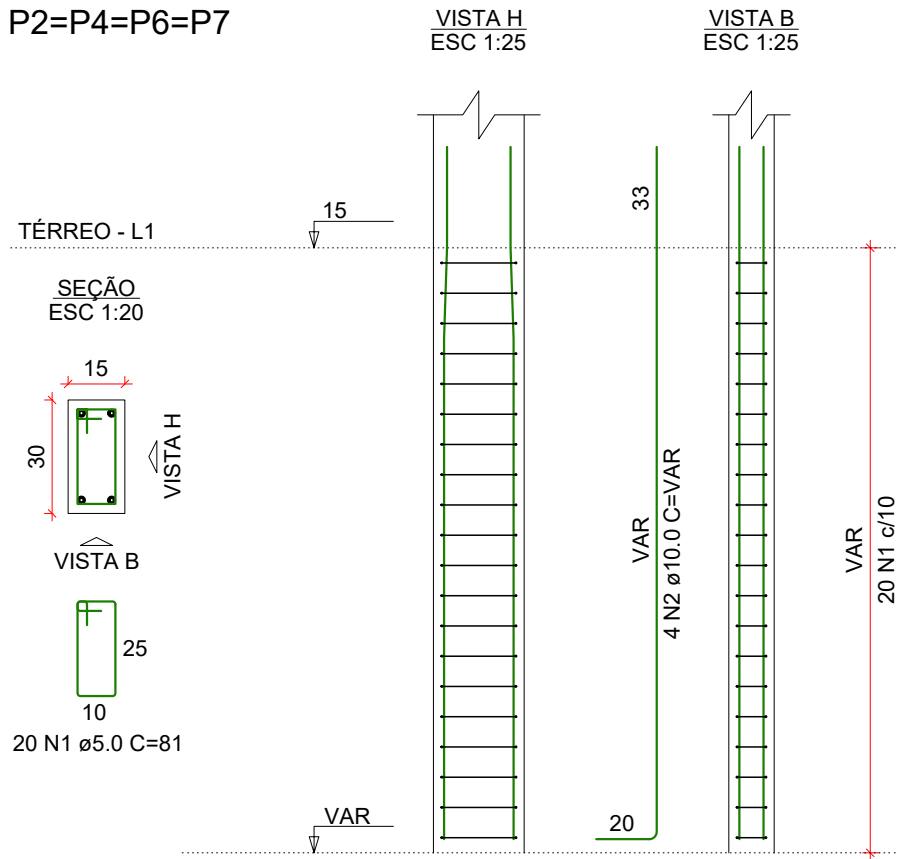 P2=P4=P6=P7
VISTA H
ESC 1:25
VISTA B
ESC 1:25
33
15
TÉRREO - L1
SEÇÃO
ESC 1:20
15
30
VISTA H
VISTA B
25
10
20 N1 ø5.0 C=81
VAR
4 N2 ø10.0 C=VAR
VAR
20 N1 c/10
VAR
20